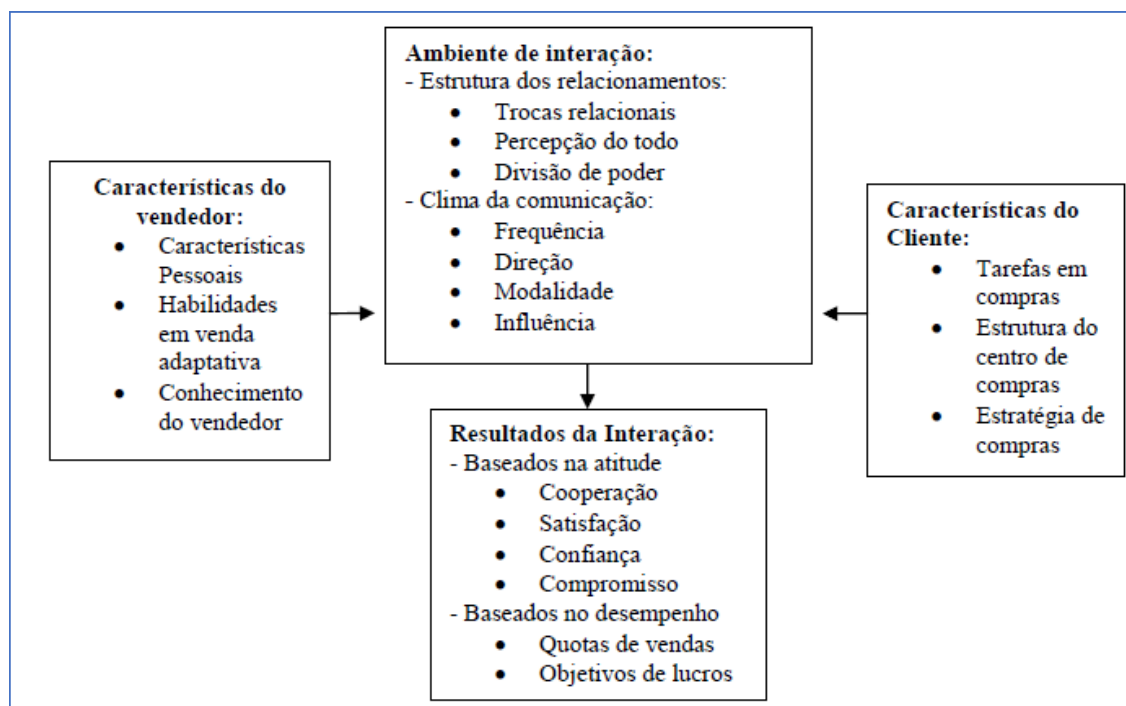 Ambiente de interação:
- Estrutura dos relacionamentos:
• Trocas relacionais
• Percepção do todo
• Divisão de poder
- Clima da comunicação:
• Frequência
• Direção
• Modalidade
• Influência
Características do
vendedor:
• Características
Pessoais
• Habilidades
em venda
adaptativa
• Conhecimento
do vendedor
Características do
Cliente:
• Tarefas em
compras
• Estrutura do
centro de
compras
• Estratégia de
compras
Resultados da Interação:
- Baseados na atitude
• Cooperação
• Satisfação
• Confiança
• Compromisso
- Baseados no desempenho
• Quotas de vendas
• Objetivos de lucros